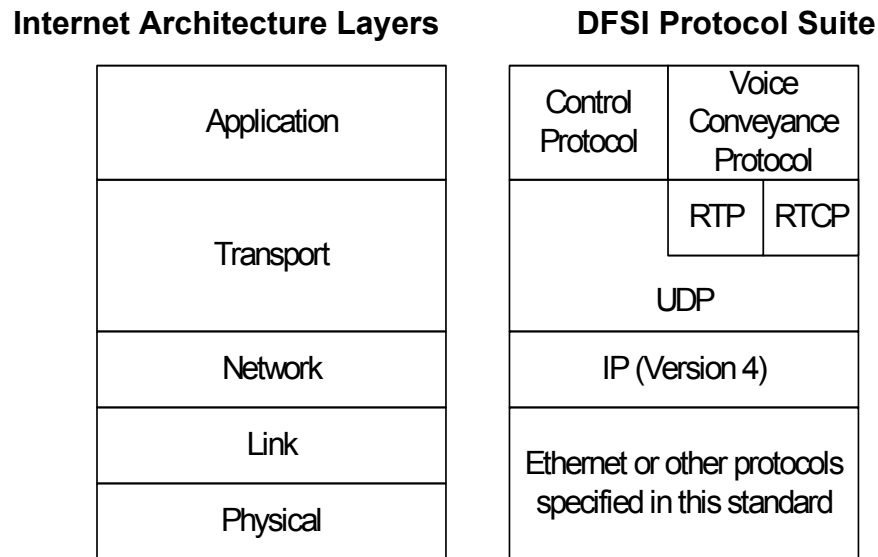 Internet Architecture Layers
DFSI Protocol Suite
Application
Transport
Network
Link
Physical
Control
Protocol
Voice
Conveyance
Protocol
RTP
RTCP
UDP
IP (Version 4)
Ethernet or other protocols
specified in this standard